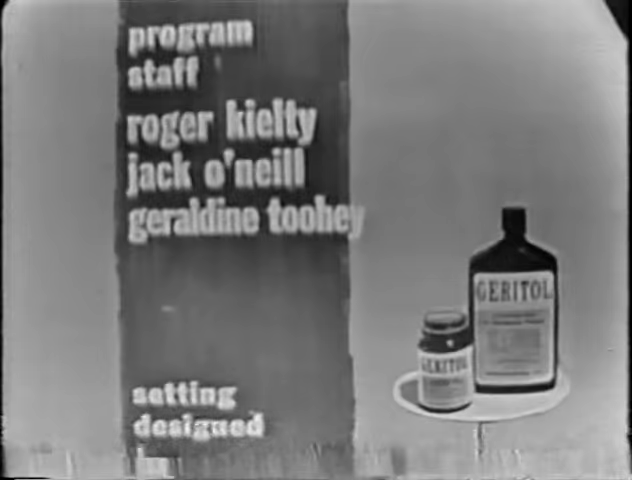 program
staff
roger kielty
jack o'neill
geraldine toohey
setting
designed
GERITOL
GERITOL